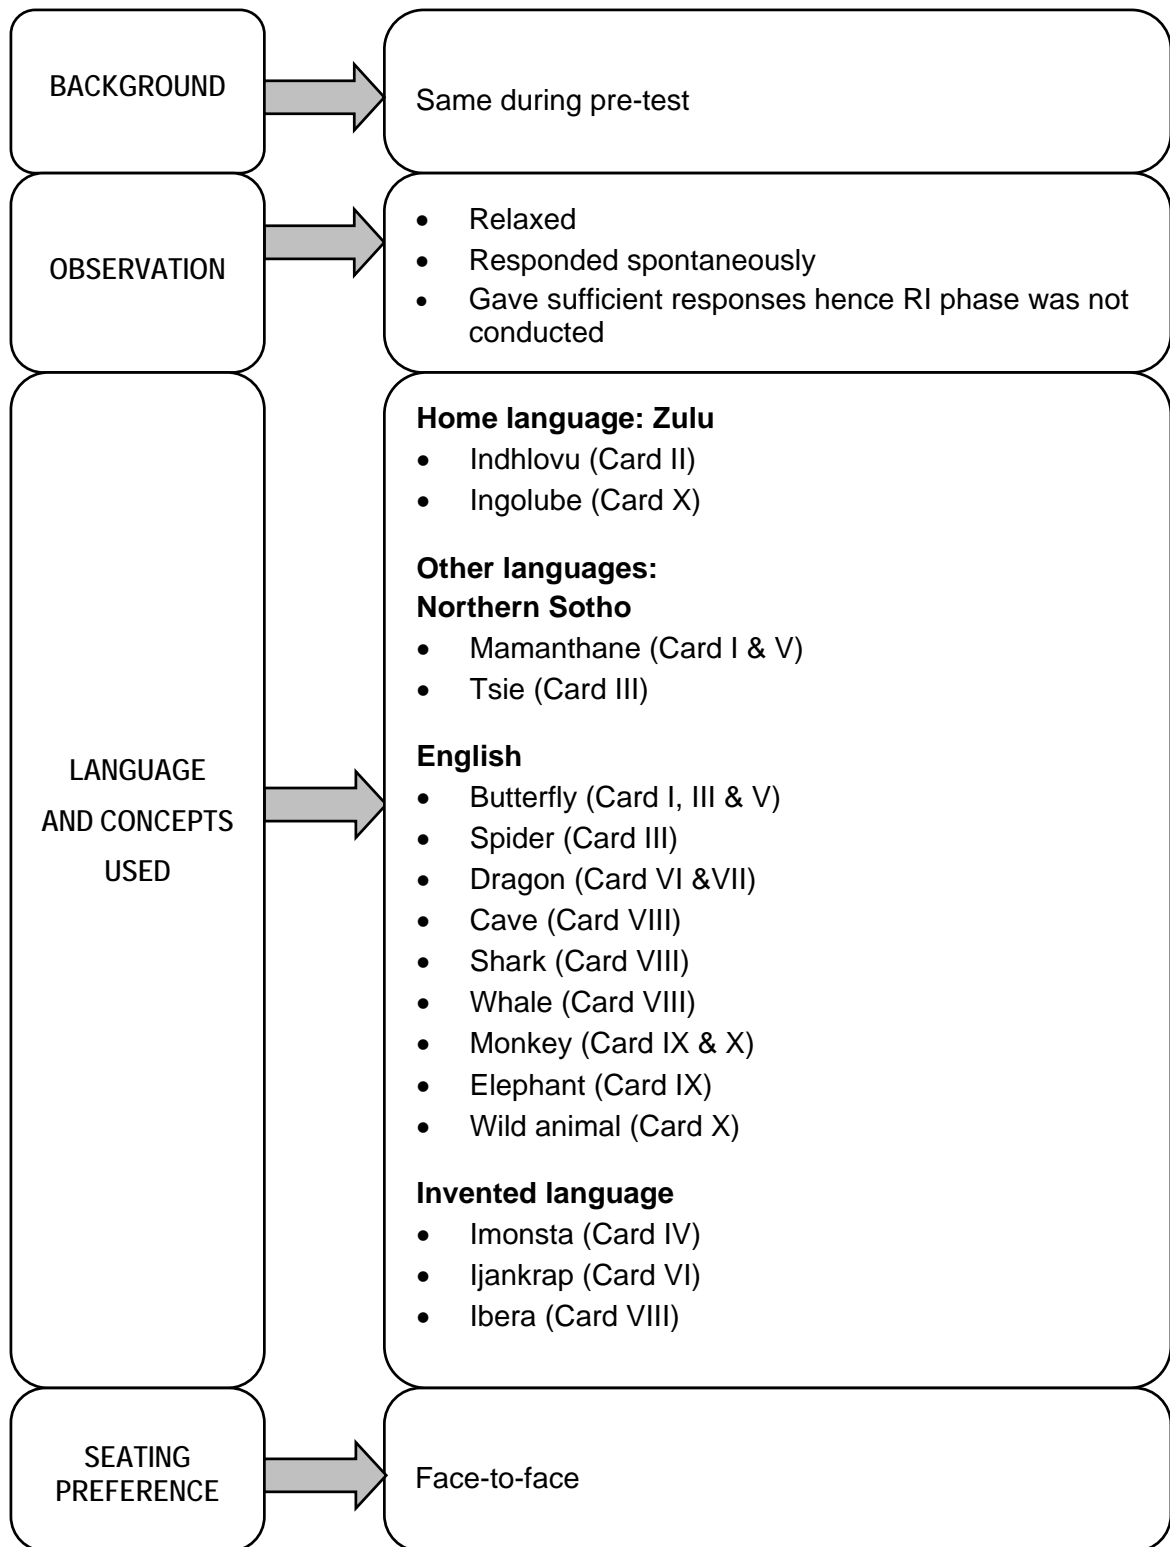 BACKGROUND
Same during pre-test
OBSERVATION
• Relaxed
• Responded spontaneously
• Gave sufficient responses hence RI phase was not
conducted
LANGUAGE
AND CONCEPTS
USED
Home language: Zulu
• Indhlovu (Card II)
• Ingolube (Card X)
Other languages:
Northern Sotho
• Mamanthane (Card I & V)
• Tsie (Card III)
English
• Butterfly (Card I, III & V)
• Spider (Card III)
• Dragon (Card VI &VII)
• Cave (Card VIII)
• Shark (Card VIII)
• Whale (Card VIII)
• Monkey (Card IX & X)
• Elephant (Card IX)
• Wild animal (Card X)
Invented language
• Imonsta (Card IV)
• Ijankrap (Card VI)
• Ibera (Card VIII)
SEATING
PREFERENCE
Face-to-face